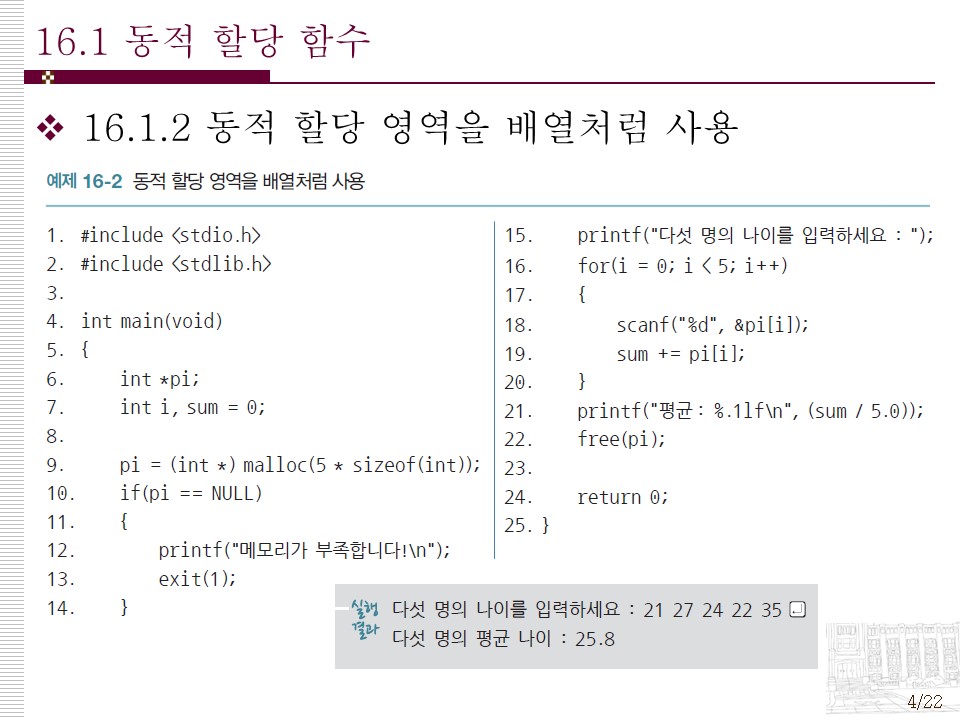 16.1 동적 할당 함수
❖ 16.1.2 동적 할당 영역을 배열처럼 사용
예제 16-2 동적 할당 영역을 배열처럼 사용
1. #include <stdio.h>
2. #include <stdlib.h>
3.
4. int main(void)
5. {
6. int *pi;
7. int i, sum = 0;
8.
9. pi = (int *) malloc(5 * sizeof(int));
10. if(pi == NULL)
11. {
12. printf("메모리가 부족합니다!\n");
13. exit(1);
14. }
15. printf("다섯 명의 나이를 입력하세요 : ");
16. for(i = 0; i < 5; i++)
17. {
18. scanf("%d", &pi[i]);
19. sum += pi[i];
20. }
21. printf("평균 : %.1lf\n", (sum / 5.0));
22. free(pi);
23.
24. return 0;
25. }
실행
결과
다섯 명의 나이를 입력하세요 : 21 27 24 22 35
다섯 명의 평균 나이 : 25.8
4/22